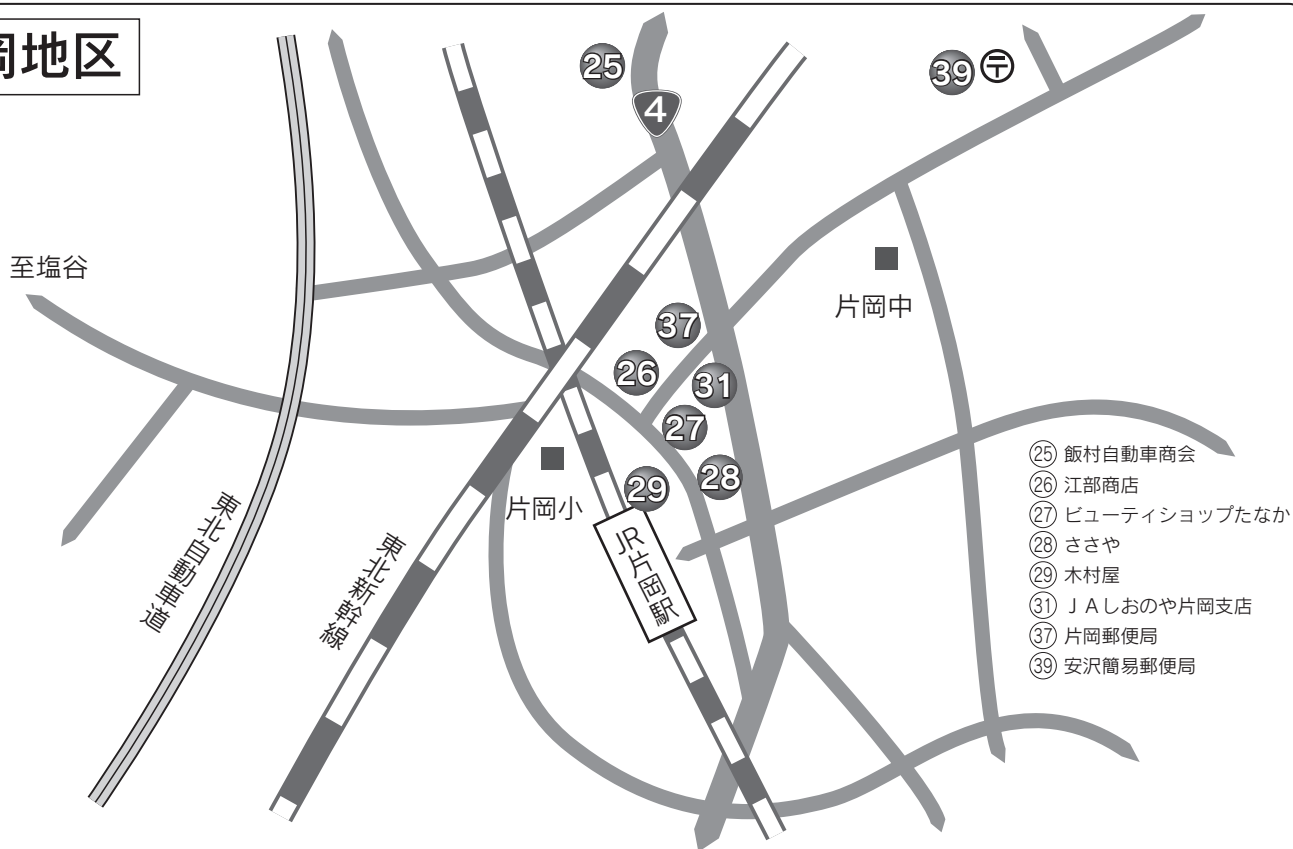 岡地区
25
4
39
至塩谷
片岡中
37
26
31
27
28
29
片岡小
JR片岡駅
東北自動車道
東北新幹線
㉕ 飯村自動車商会
㉖ 江部商店
㉗ ビューティショップたなか
㉘ ささや
㉙ 木村屋
㉛ ＪＡしおのや片岡支店
㊲ 片岡郵便局
㊴ 安沢簡易郵便局